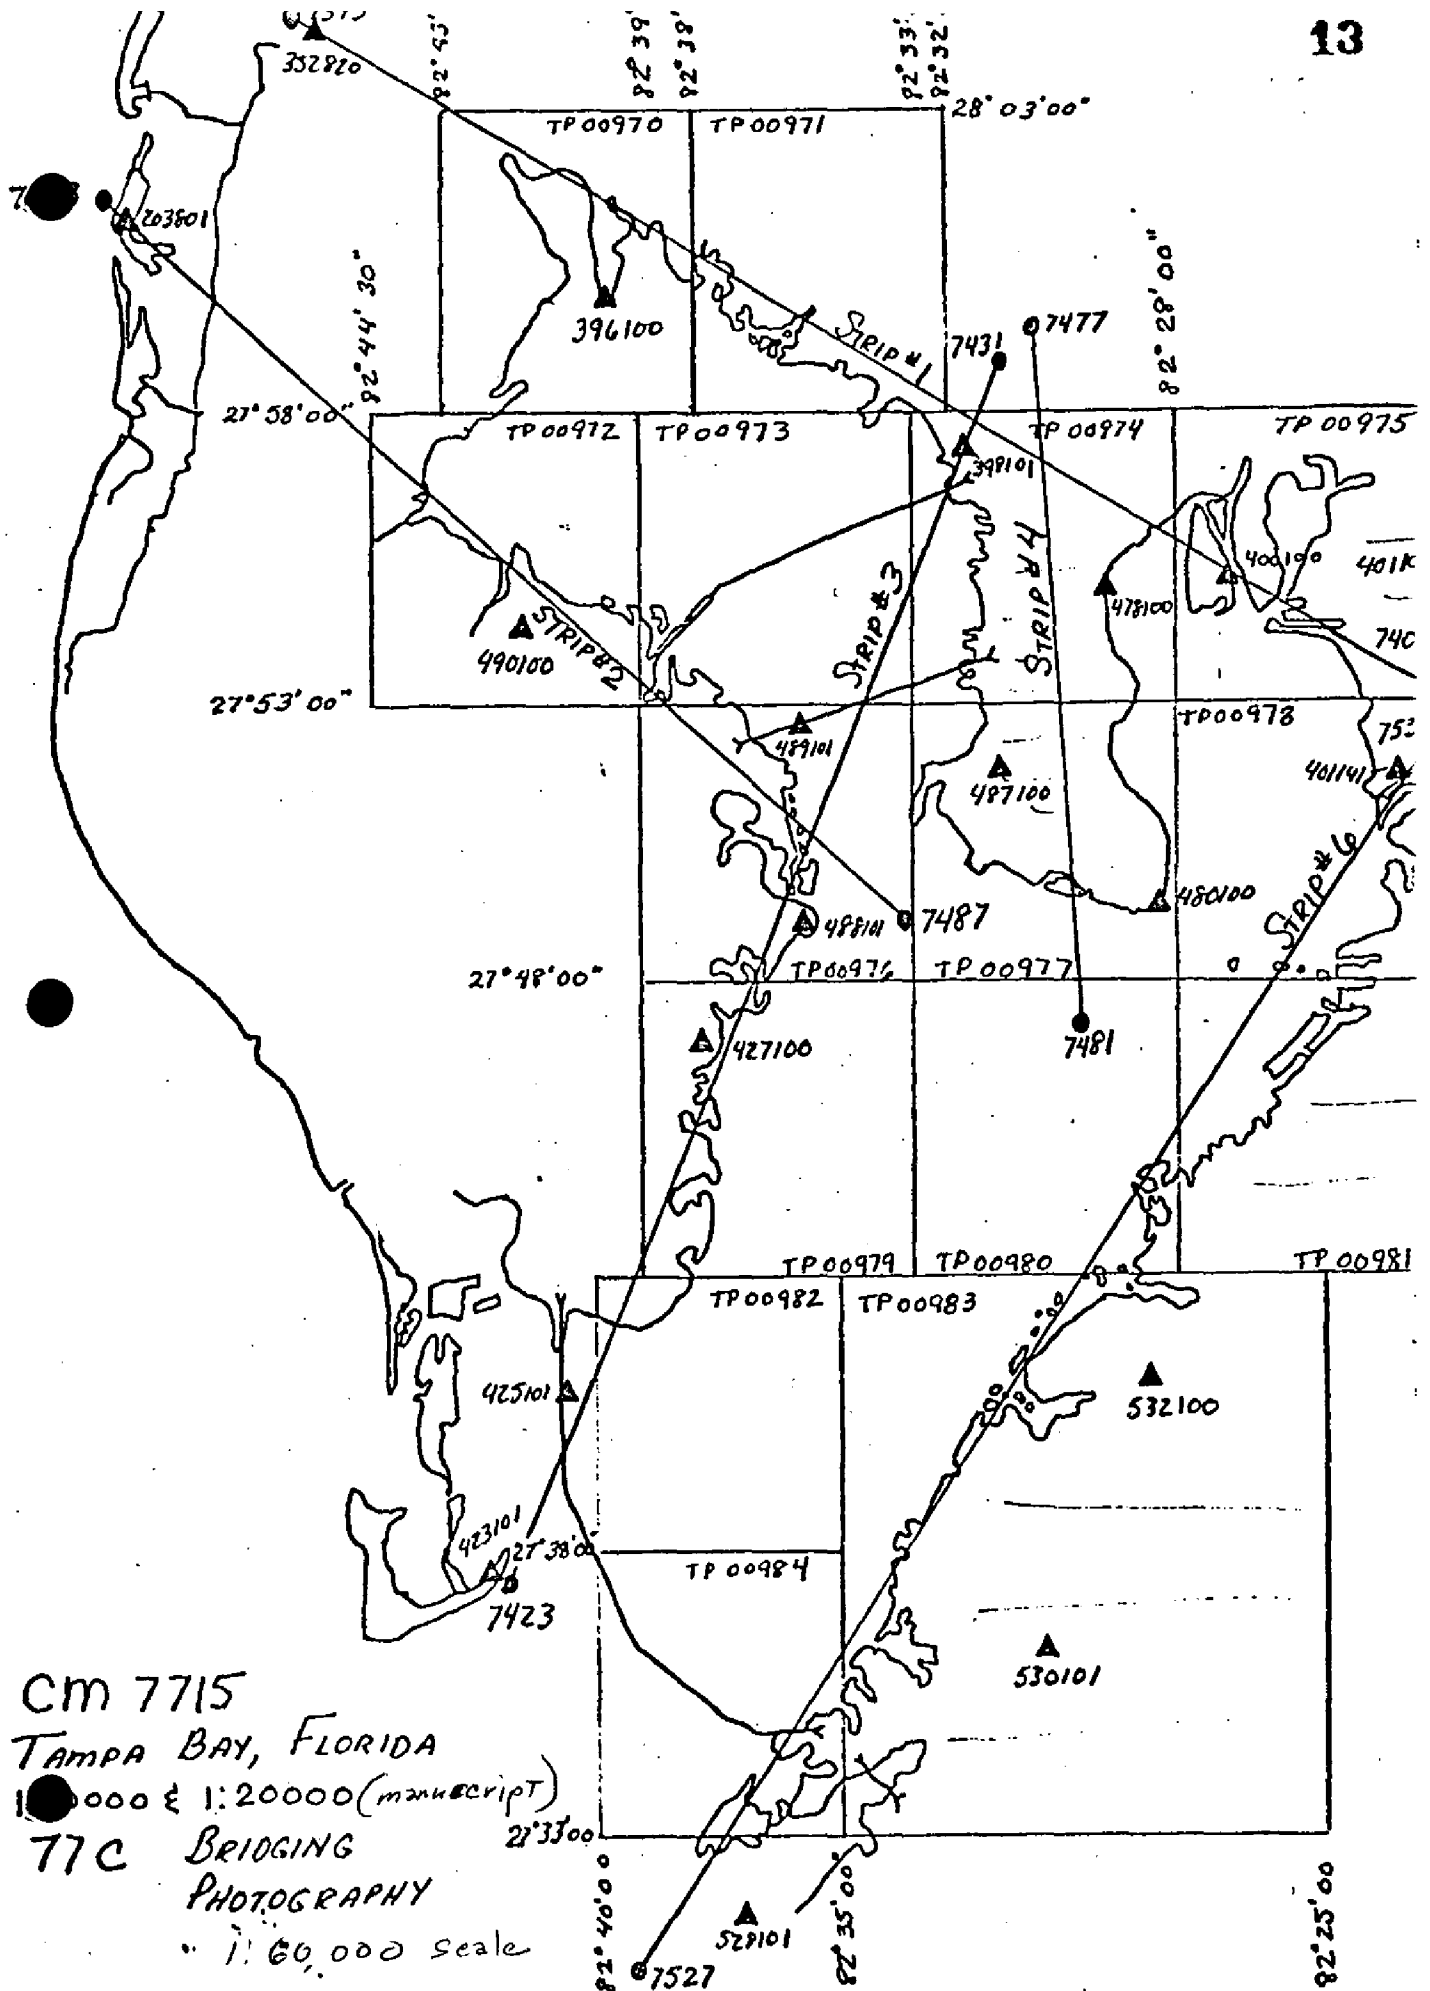 13
352820
82° 43'
82° 39'
82° 38'
82° 33'
82° 32'
28° 03' 00"
TP 00970
TP 00971
203801
82° 44' 30"
396100
STRIP #1
7431
7477
82° 28' 00"
27° 58' 00"
TP 00972
TP 00973
TP 00974
TP 00975
398101
400100
478100
490100
STRIP #2
STRIP #3
STRIP #4
27° 53' 00"
TP00978
489101
487100
401141
480100
STRIP #6
488101
7487
27° 48' 00"
TP00976
TP 00977
427100
7481
TP 00979
TP 00980
TP 00981
TP 00982
TP 00983
425101
532100
423101
27° 38' 00
TP 00984
7423
530101
CM 7715
TAMPA BAY, FLORIDA
000 & 1:20000 (manuscript)
77C BRIDGING
PHOTOGRAPHY
1:60,000 scale
27° 33' 00
82° 40' 00
82° 35' 00
82° 25' 00
528101
7527